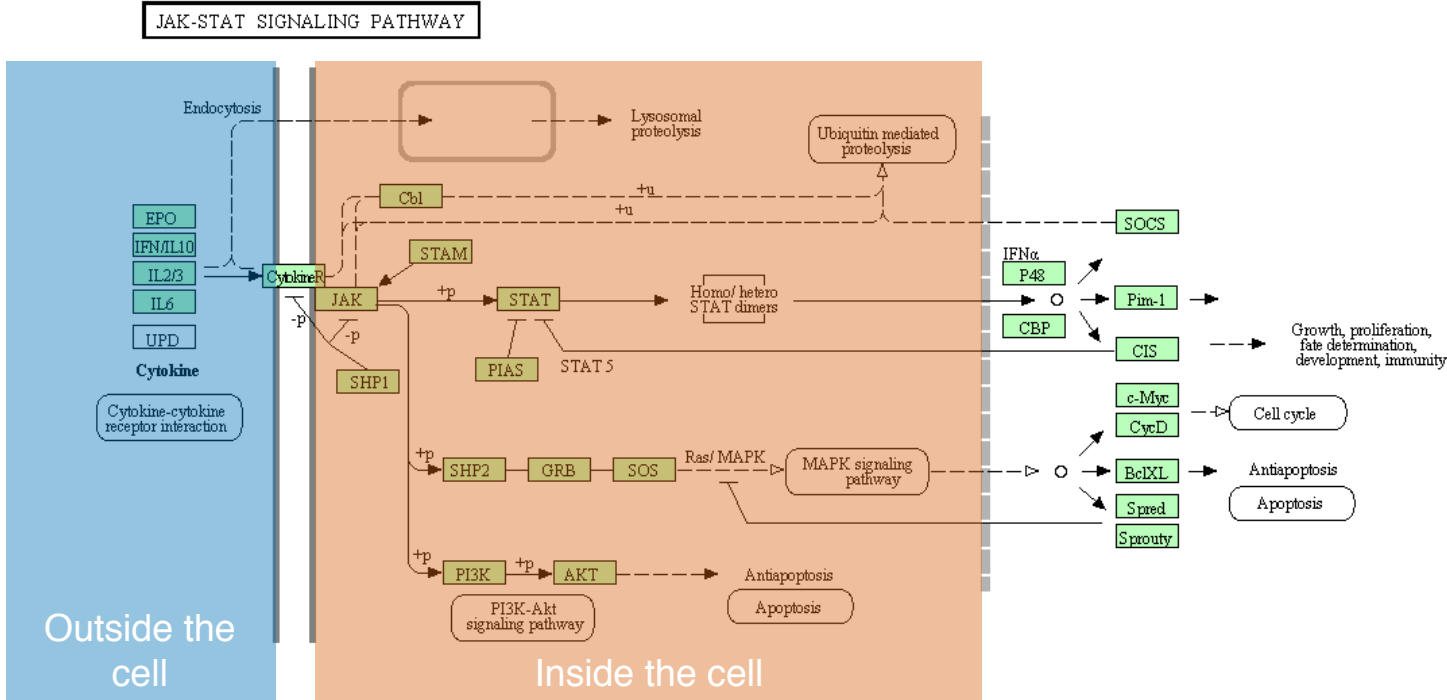 JAK-STAT SIGNALING PATHWAY
Endocytosis
Lysosomal
proteolysis
Ubiquitin mediated
proteolysis
Cbl
+u
+u
EPO
IFN/IL10
IL2/3
IL6
UPD
Cytokine
Cytokine-cytokine
receptor interaction
CytokineR
STAM
JAK
+p
STAT
Homo/ hetero
STAT dimers
-p
-p
SHP1
PIAS
STAT 5
SOCS
IFNα
P48
CBP
Pim-1
CIS
Growth, proliferation,
fate determination,
development, immunity
c-Myc
CycD
Cell cycle
+p
SHP2
GRB
SOS
Ras/ MAPK
MAPK signaling
pathway
BclXL
Antiapoptosis
Apoptosis
Spred
Sprouty
+p
PI3K
+p
AKT
Antiapoptosis
Apoptosis
PI3K-Akt
signaling pathway
Outside the
cell
Inside the cell